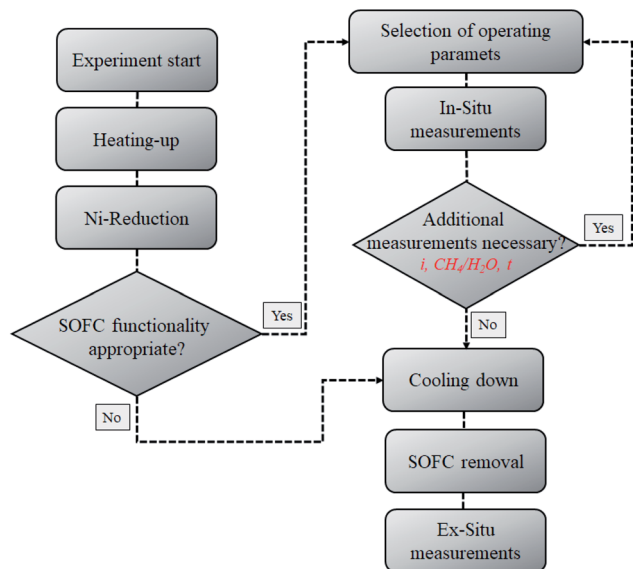 Experiment start
Heating-up
Ni-Reduction
SOFC functionality
appropriate?
Yes
No
Selection of operating
paramets
In-Situ
measurements
Additional
measurements necessary?
i, CH₄/H₂O, t
Yes
No
Cooling down
SOFC removal
Ex-Situ
measurements